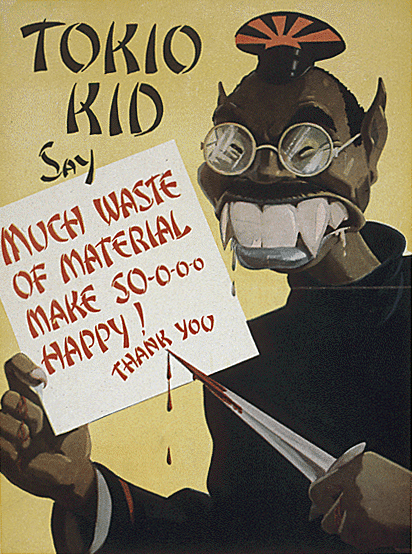 TOKIO
KID
SAY
MUCH WASTE
OF MATERIAL
MAKE SO-O-O-O
HAPPY!
THANK YOU